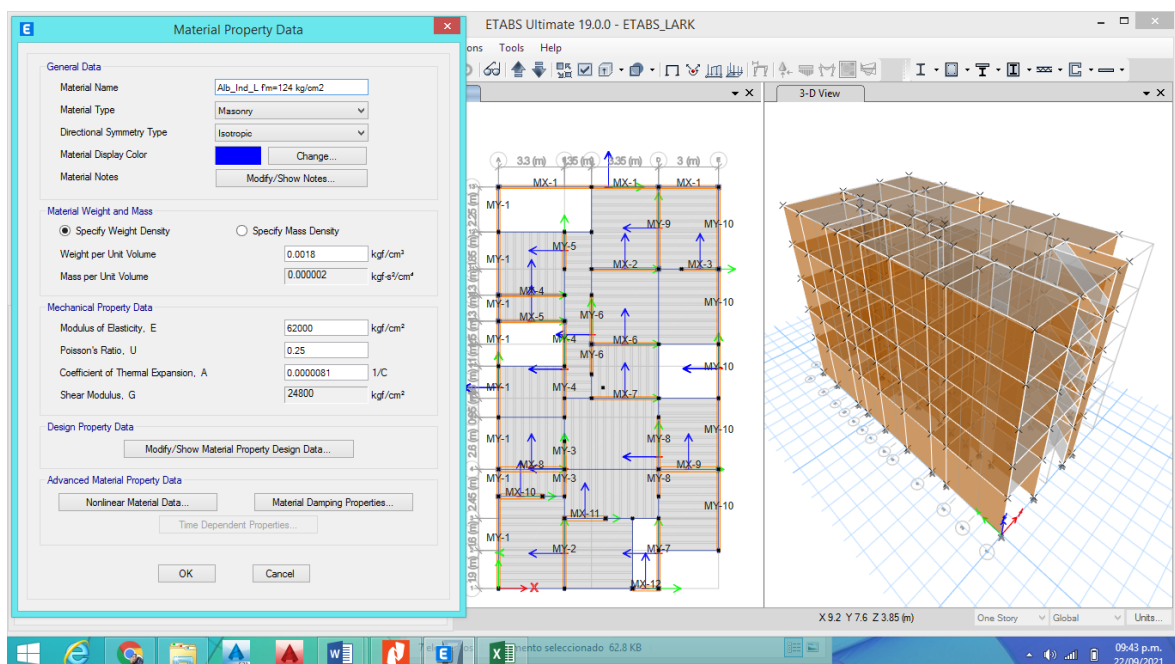 Material Property Data
ETABS Ultimate 19.0.0 - ETABS_LARK
ons Tools Help
General Data
Material Name Alb_Ind_L f'm=124 kg/cm2
Material Type Masonry
Directional Symmetry Type Isotropic
Material Display Color Change...
Material Notes Modify/Show Notes...
Material Weight and Mass
Specify Weight Density Specify Mass Density
Weight per Unit Volume 0.0018 kgf/cm³
Mass per Unit Volume 0.000002 kgf-s²/cm⁴
Mechanical Property Data
Modulus of Elasticity, E 62000 kgf/cm²
Poisson's Ratio, U 0.25
Coefficient of Thermal Expansion, A 0.0000081 1/C
Shear Modulus, G 24800 kgf/cm²
Design Property Data
Modify/Show Material Property Design Data...
Advanced Material Property Data
Nonlinear Material Data... Material Damping Properties...
Time Dependent Properties...
OK Cancel
3-D View
A B D E
3.3 (m) 3.35 (m) 3 (m)
MX-1 MX-1 MX-1
MY-1
MY-9 MY-10
MY-5
MY-1 MX-2 MX-3
MX-4
MY-1 MY-10
MX-5 MY-6
MY-1 MY-4 MX-6
MY-6
MY-10
MY-1 MY-4
MX-7
MY-1 MY-8 MY-10
MY-3
MX-8 MX-9
MY-1 MY-3 MY-8
MX-10
MX-11 MY-10
MY-1
MY-2 MY-7
MX-12
X
2.25 (m)
2.45 (m)
X 9.2 Y 7.6 Z 3.85 (m)
One Story Global Units...
62.8 KB
09:43 p.m.
22/09/2021